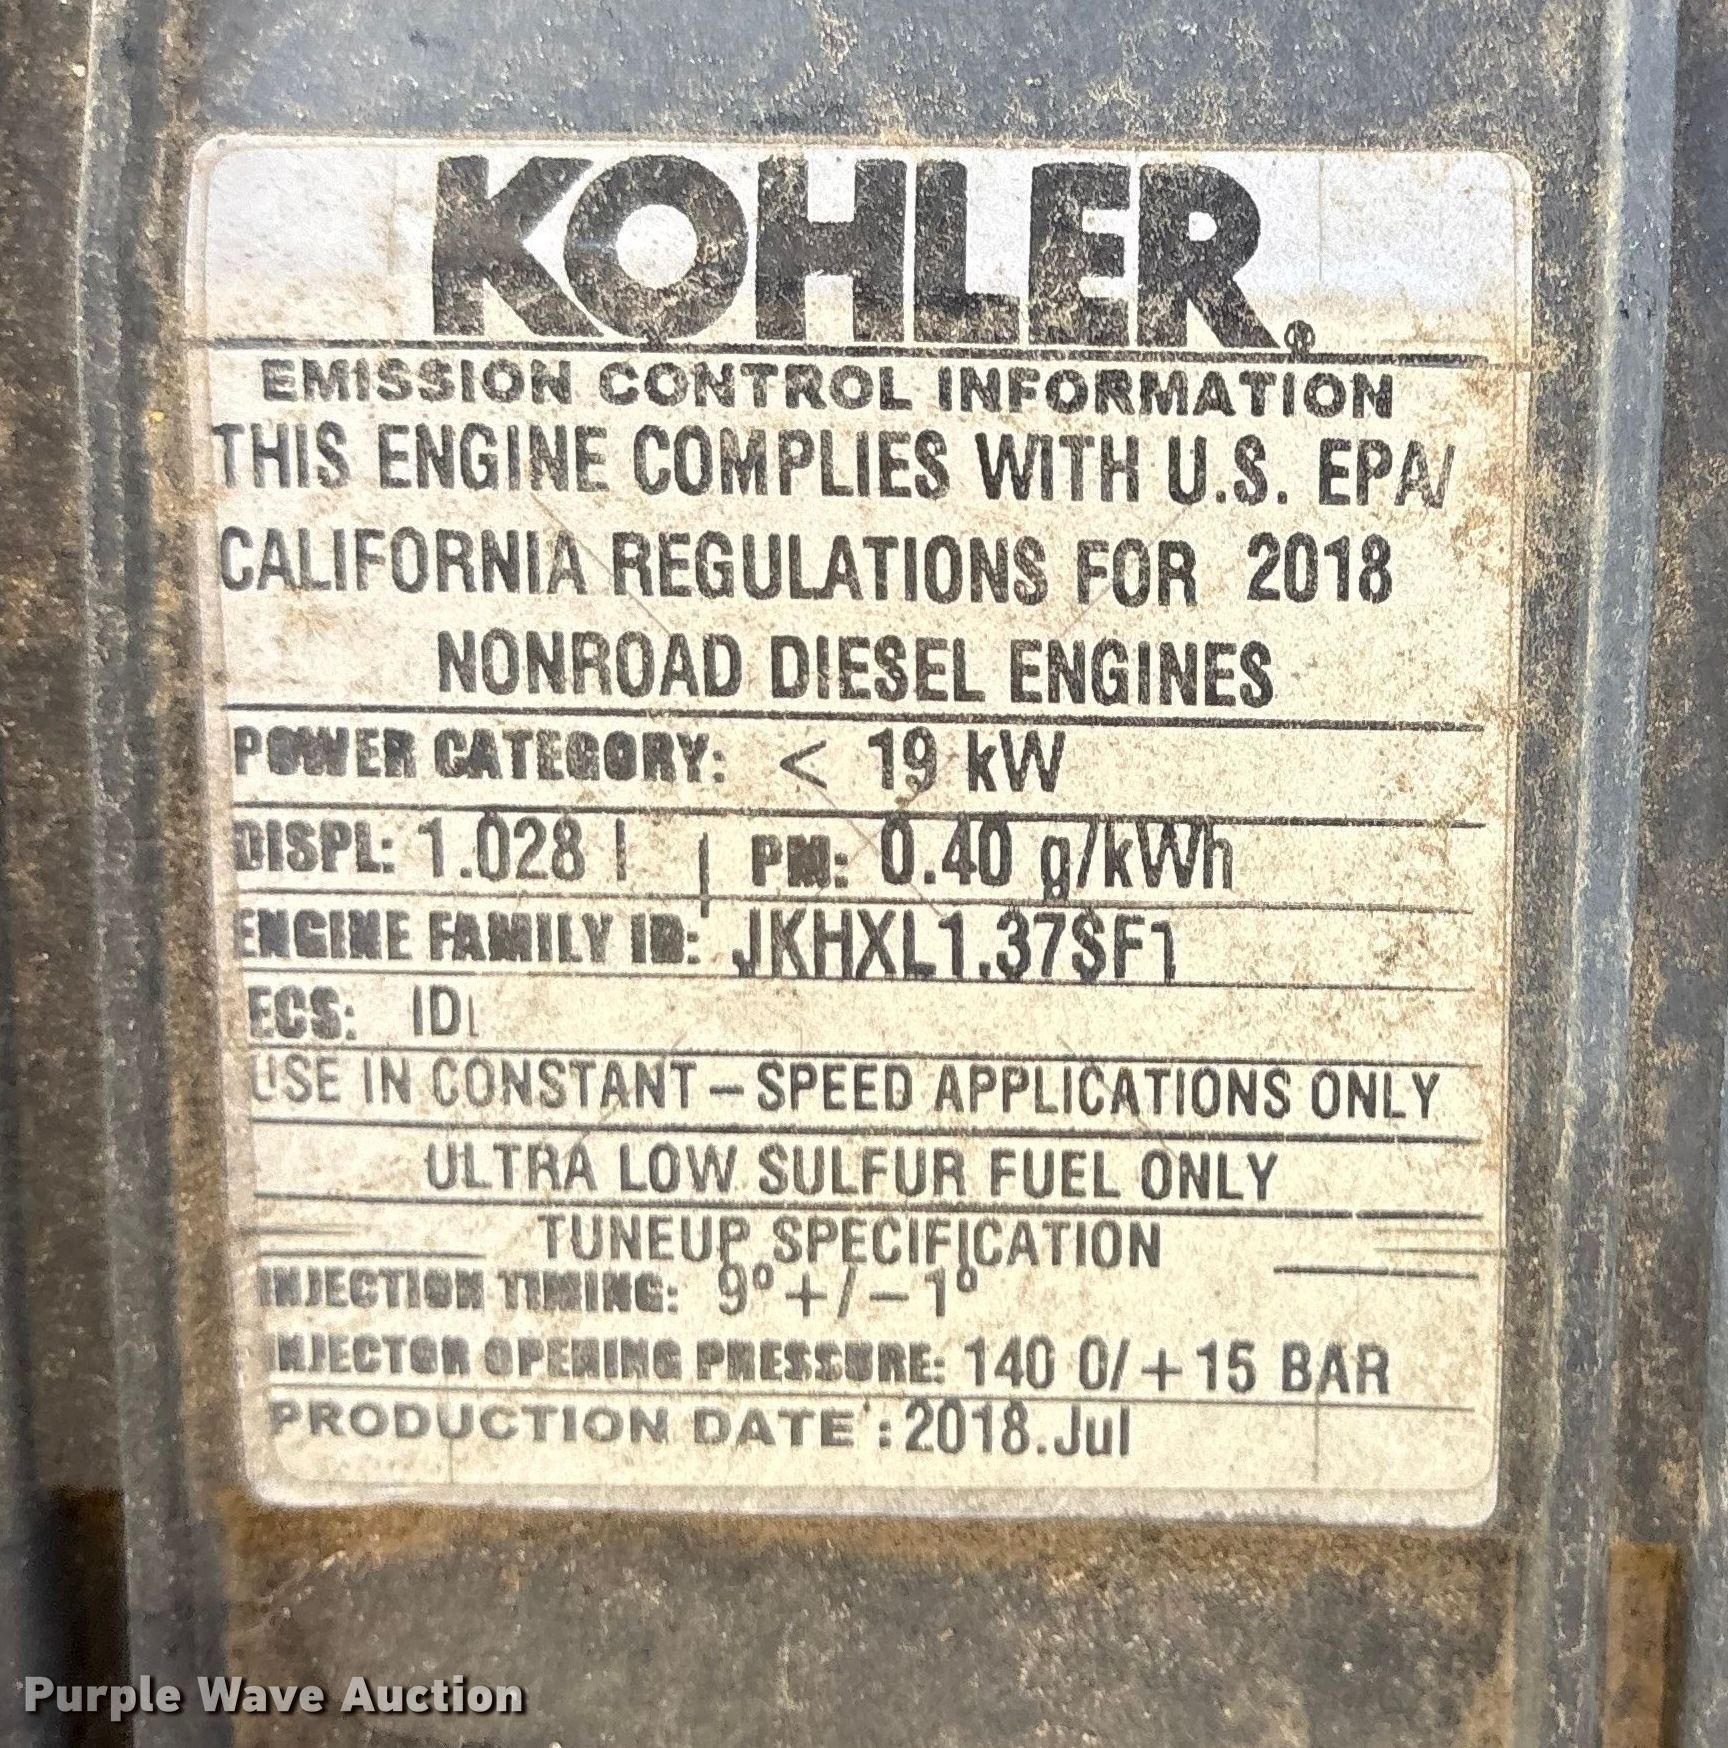 KOHLER®
EMISSION CONTROL INFORMATION
THIS ENGINE COMPLIES WITH U.S. EPA/
CALIFORNIA REGULATIONS FOR 2018
NONROAD DIESEL ENGINES
POWER CATEGORY: < 19 kW
DISPL: 1.028 l | PM: 0.40 g/kWh
ENGINE FAMILY ID: JKHXL1.37SF1
ECS: IDI
USE IN CONSTANT – SPEED APPLICATIONS ONLY
ULTRA LOW SULFUR FUEL ONLY
TUNEUP SPECIFICATION
INJECTION TIMING: 9° +/– 1°
INJECTOR OPENING PRESSURE: 140 0/+15 BAR
PRODUCTION DATE : 2018.Jul
Purple Wave Auction